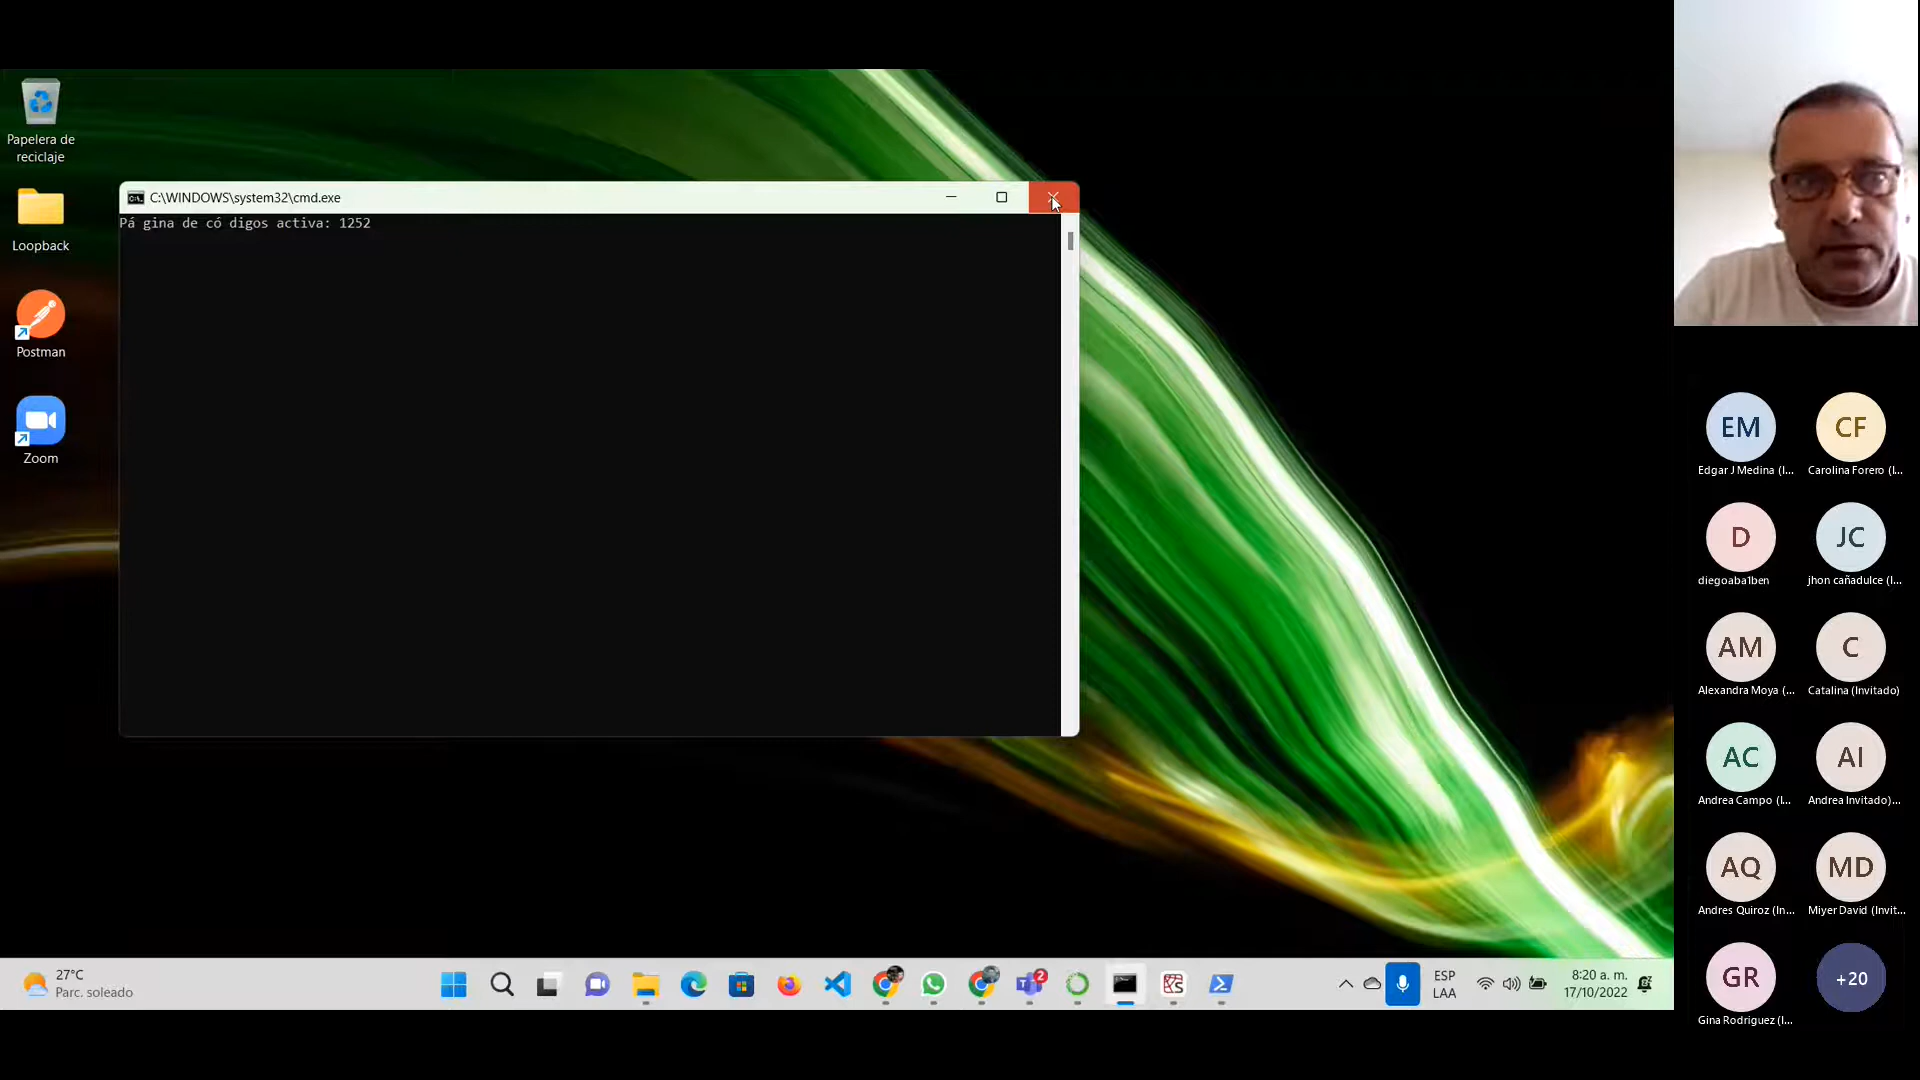 Papelera de
reciclaje
Loopback
Postman
Zoom
C:\WINDOWS\system32\cmd.exe
Pá gina de có digos activa: 1252
EM
Edgar J Medina (I...
CF
Carolina Forero (I...
D
diegoaba1ben
JC
jhon cañadulce (I...
AM
Alexandra Moya (...
C
Catalina (Invitado)
AC
Andrea Campo (I...
AI
Andrea Invitado)...
AQ
Andres Quiroz (In...
MD
Miyer David (Invit...
GR
Gina Rodriguez (I...
+20
27°C
Parc. soleado
2
ESP
LAA
8:20 a. m.
17/10/2022